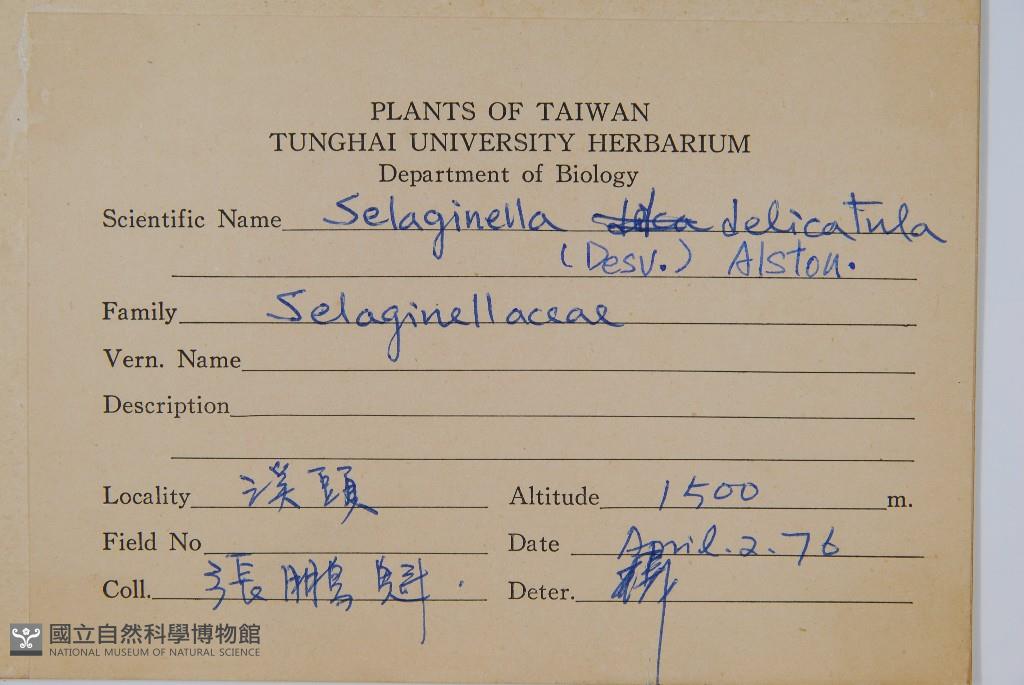 PLANTS OF TAIWAN
TUNGHAI UNIVERSITY HERBARIUM
Department of Biology
Scientific Name Selaginella delicatula
(Desv.) Alston.
Family Selaginellaceae
Vern. Name
Description
Locality 溪頭 Altitude 1500 m.
Field No Date April. 2. 76
Coll. 張鵬魁. Deter.
國立自然科學博物館
NATIONAL MUSEUM OF NATURAL SCIENCE